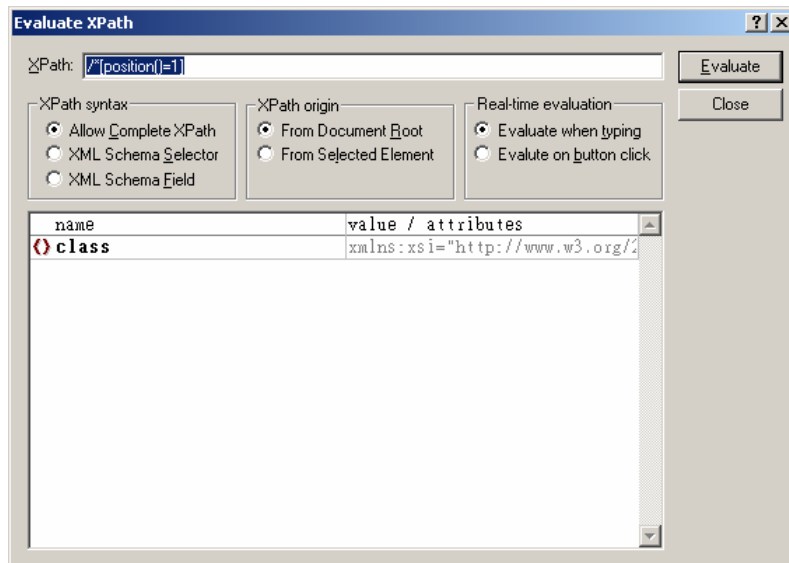 Evaluate XPath
XPath: /*[position()=1]
Evaluate
Close
XPath syntax
Allow Complete XPath
XML Schema Selector
XML Schema Field
XPath origin
From Document Root
From Selected Element
Real-time evaluation
Evaluate when typing
Evalute on button click
name value / attributes
class xmlns:xsi="http://www.w3.org/2